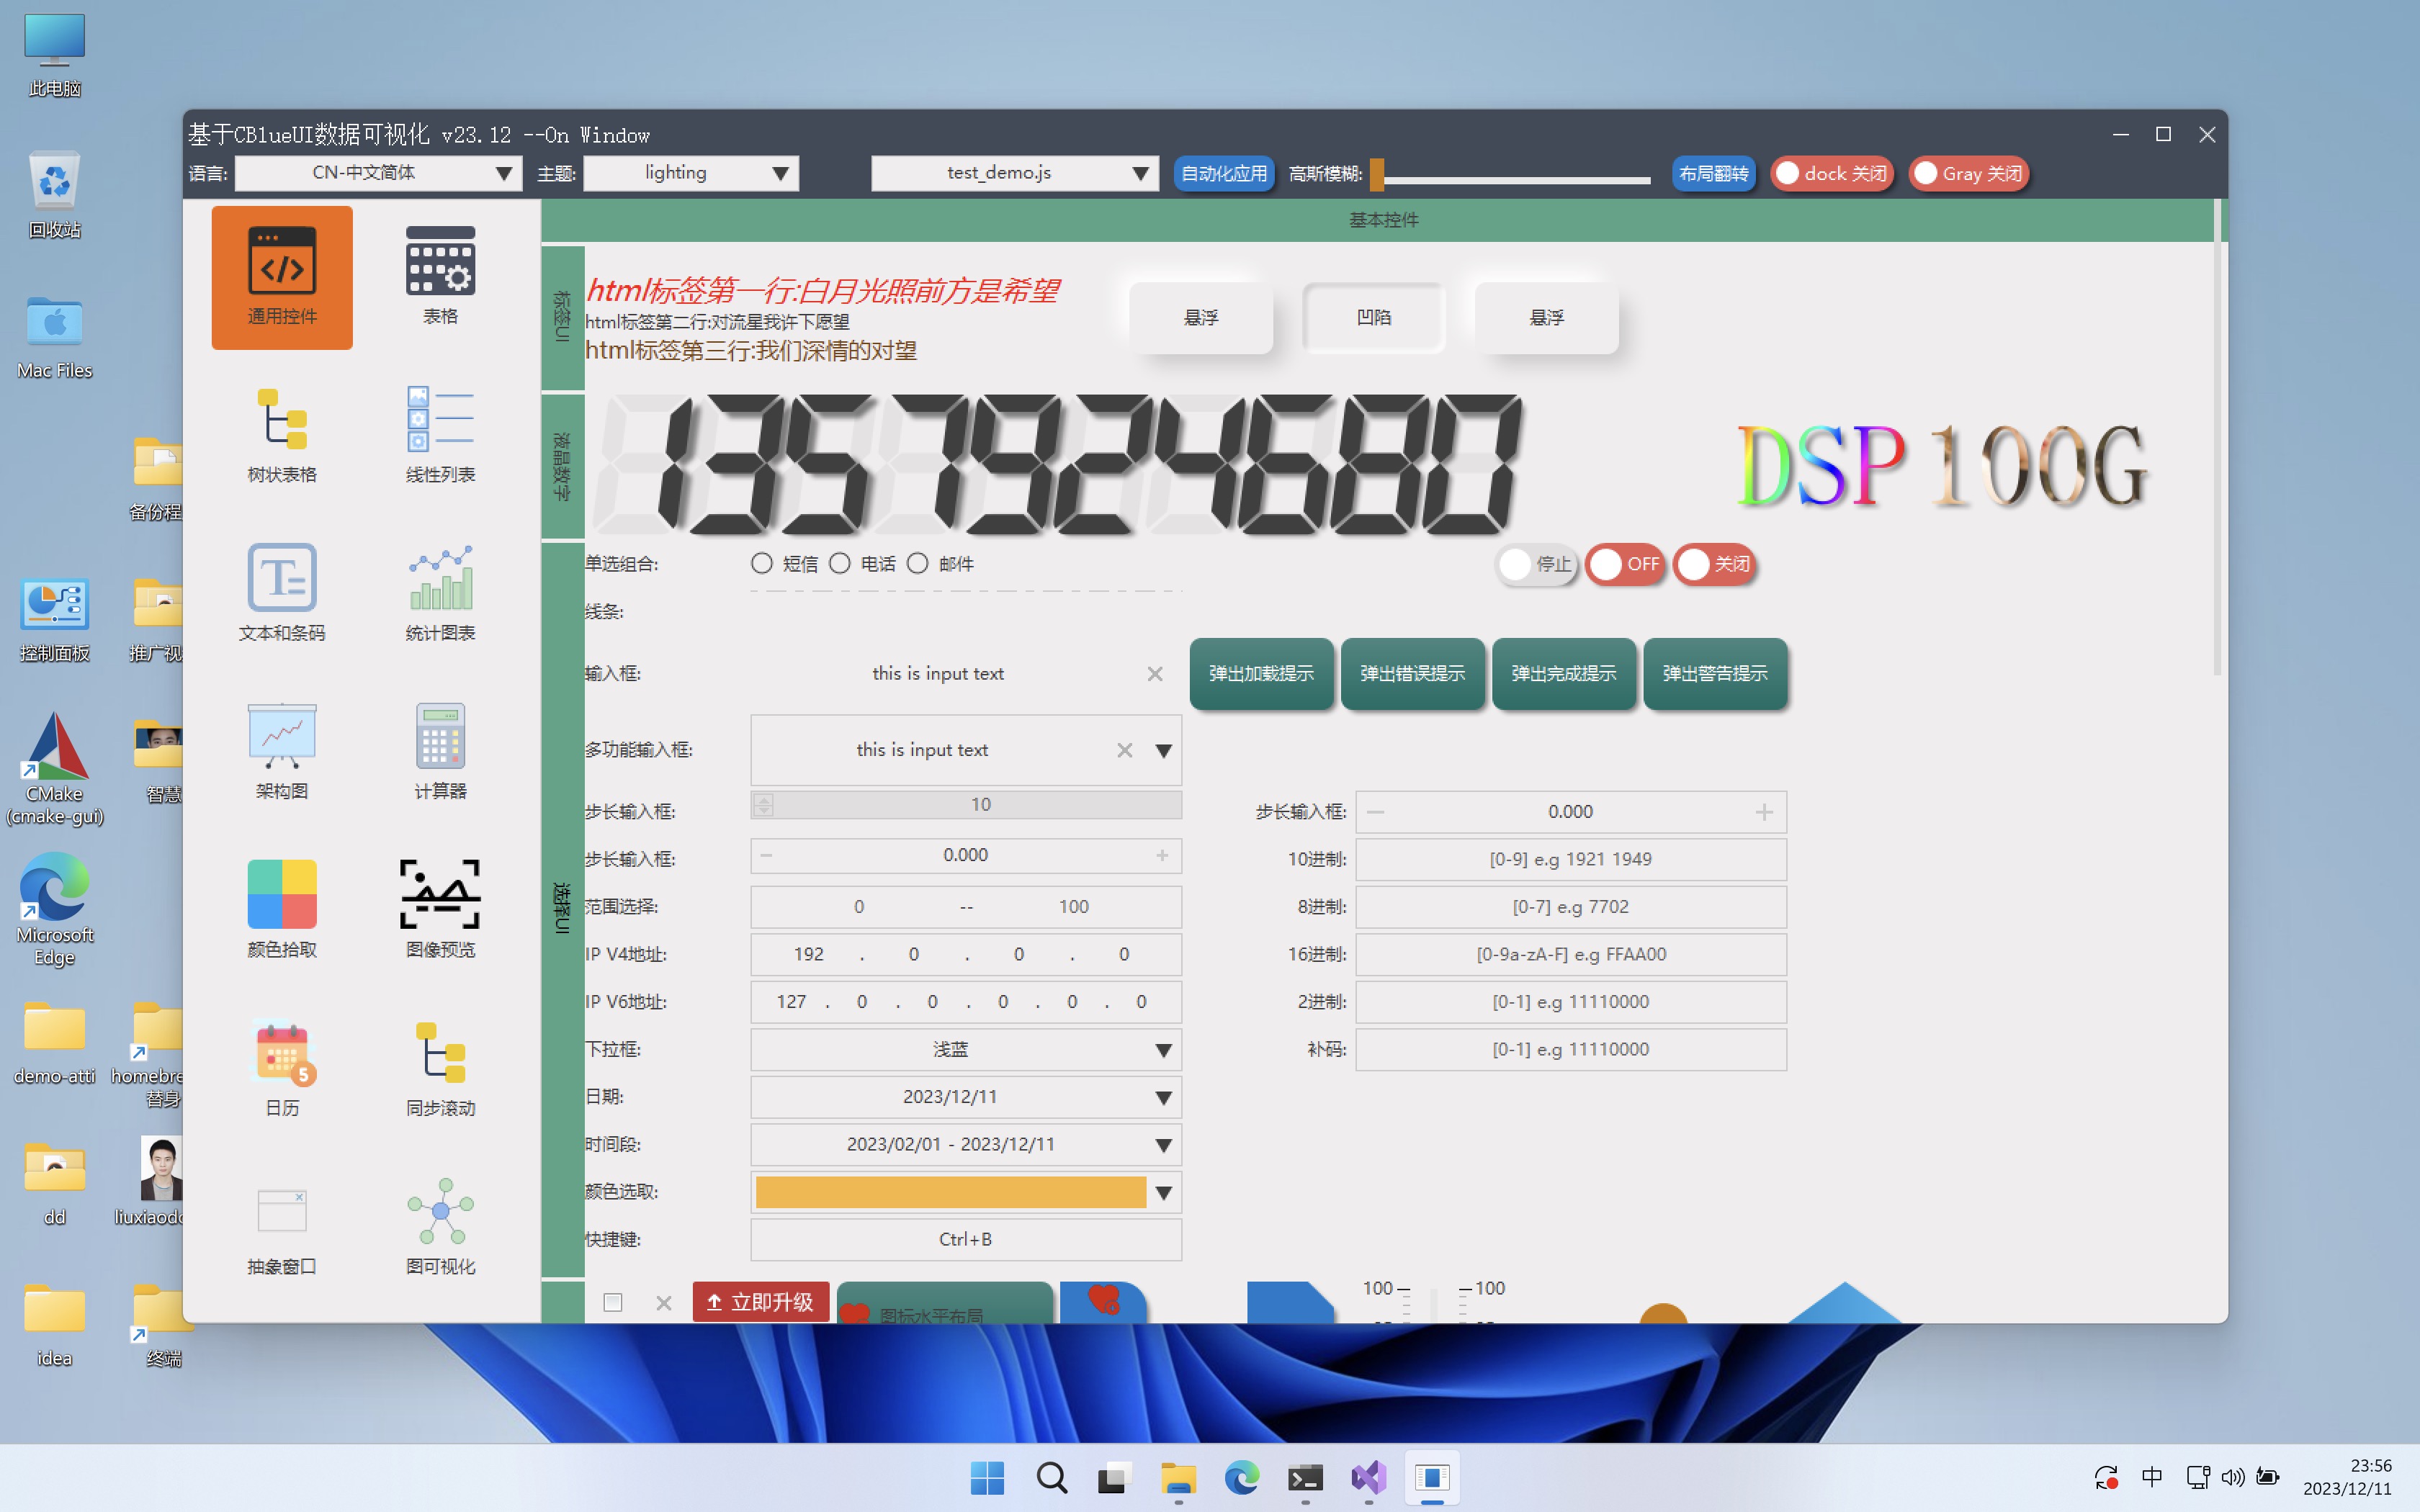 此电脑
回收站
Mac Files
控制面板
CMake
(cmake-gui)
Microsoft
Edge
demo-atti
dd
idea
备份程
推广视
智慧
homebre
替身
liuxiaodo
终端
基于CBlueUI数据可视化 v23.12 --On Window
语言: CN-中文简体 主题: lighting test_demo.js 自动化应用 高斯模糊: 布局翻转 dock 关闭 Gray 关闭
通用控件 表格
树状表格 线性列表
文本和条码 统计图表
架构图 计算器
颜色拾取 图像预览
日历 5 同步滚动
抽象窗口 图可视化
基本控件
标签UI
html标签第一行:白月光照前方是希望
html标签第二行:对流星我许下愿望
html标签第三行:我们深情的对望
悬浮 凹陷 悬浮
液晶数字
1357924680
DSP 100G
选择UI
单选组合: 短信 电话 邮件 停止 OFF 关闭
线条:
输入框: this is input text 弹出加载提示 弹出错误提示 弹出完成提示 弹出警告提示
多功能输入框: this is input text
步长输入框: 10 步长输入框: 0.000
步长输入框: 0.000 10进制: [0-9] e.g 1921 1949
范围选择: 0 -- 100 8进制: [0-7] e.g 7702
IP V4地址: 192 . 0 . 0 . 0 16进制: [0-9a-zA-F] e.g FFAA00
IP V6地址: 127 . 0 . 0 . 0 . 0 . 0 2进制: [0-1] e.g 11110000
下拉框: 浅蓝 补码: [0-1] e.g 11110000
日期: 2023/12/11
时间段: 2023/02/01 - 2023/12/11
颜色选取:
快捷键: Ctrl+B
立即升级 图标水平布局 100 100
中
23:56
2023/12/11